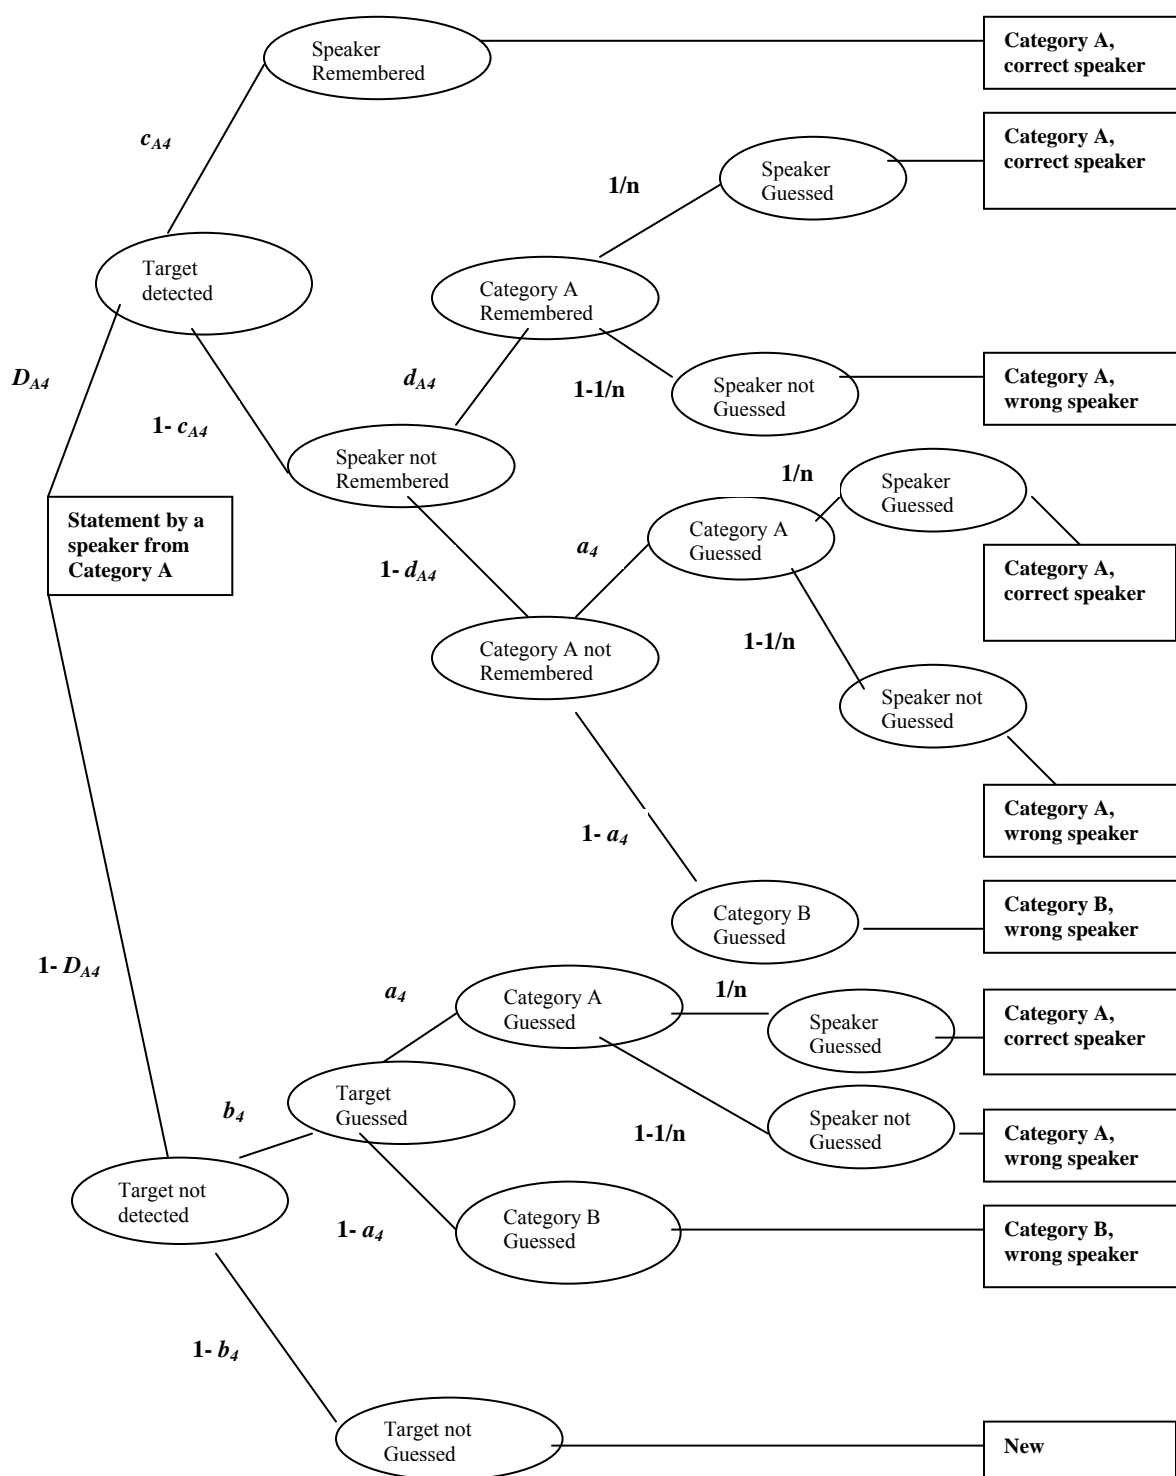 Speaker
Remembered
Category A,
correct speaker
c_A4
Category A,
correct speaker
Speaker
Guessed
1/n
Target
detected
Category A
Remembered
D_A4
d_A4
1-1/n
Speaker not
Guessed
Category A,
wrong speaker
1- c_A4
Speaker not
Remembered
1/n
Speaker
Guessed
Statement by a
speaker from
Category A
a_4
Category A
Guessed
1- d_A4
Category A,
correct speaker
1-1/n
Category A not
Remembered
Speaker not
Guessed
1- a_4
Category A,
wrong speaker
Category B
Guessed
Category B,
wrong speaker
1- D_A4
a_4
Category A
Guessed
1/n
Speaker
Guessed
Category A,
correct speaker
b_4
Target
Guessed
1-1/n
Speaker not
Guessed
Category A,
wrong speaker
Target not
detected
1- a_4
Category B
Guessed
Category B,
wrong speaker
1- b_4
Target not
Guessed
New